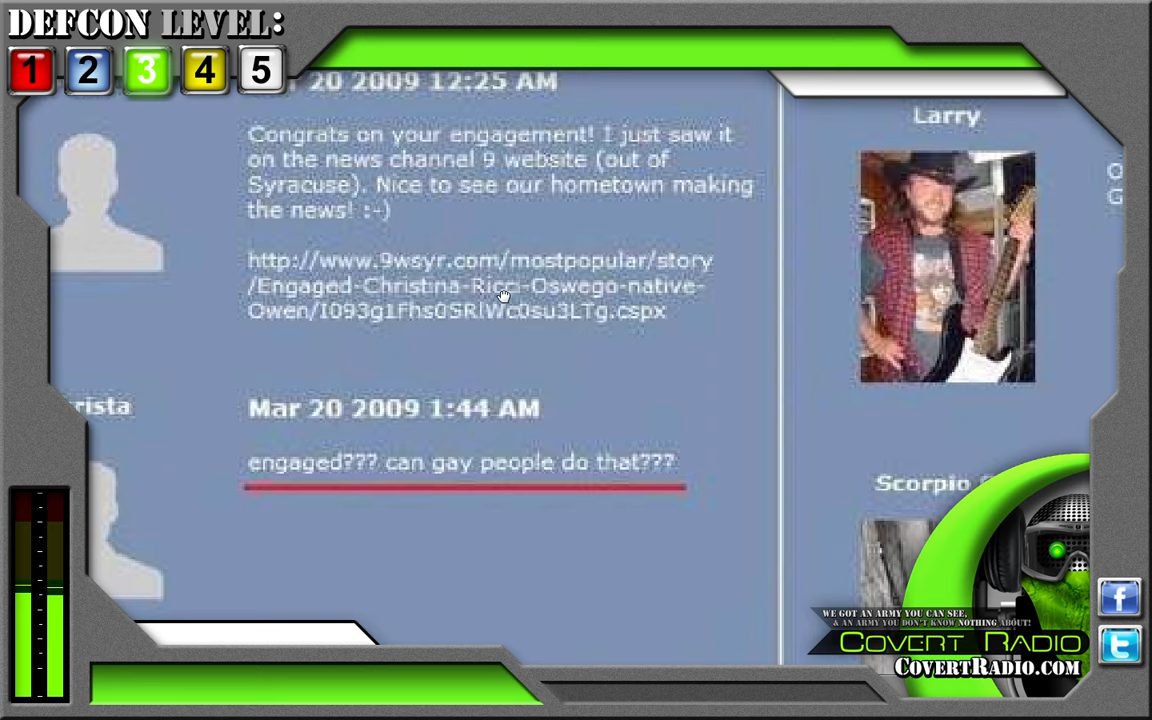 DEFCON LEVEL:
1 2 3 4 5
20 2009 12:25 AM
Congrats on your engagement! I just saw it
on the news channel 9 website (out of
Syracuse). Nice to see our hometown making
the news! :-)
http://www.9wsyr.com/mostpopular/story
/Engaged-Christina-Ricci-Oswego-native-
Owen/I093g1Fhs0SRlWc0su3LTg.cspx
rista
Mar 20 2009 1:44 AM
engaged??? can gay people do that???
Larry
O
G
Scorpio
WE GOT AN ARMY YOU CAN SEE,
& AN ARMY YOU DON'T KNOW NOTHING ABOUT!
COVERT RADIO
COVERTRADIO.COM
f
t